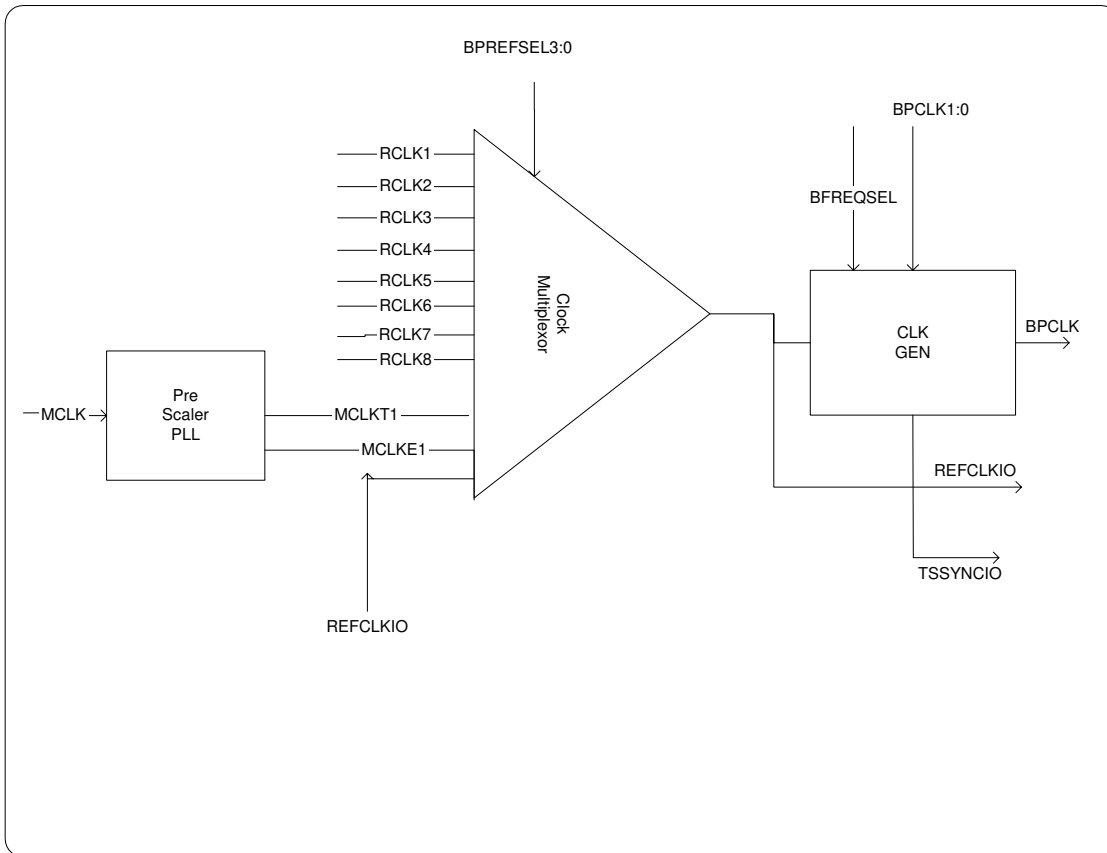 BPREFSEL3:0
BPCLK1:0
RCLK1
RCLK2
BFREQSEL
RCLK3
RCLK4
RCLK5
RCLK6
RCLK7
RCLK8
Clock
Multiplexor
CLK
GEN
BPCLK
Pre
Scaler
PLL
MCLK
MCLKT1
MCLKE1
REFCLKIO
TSSYNCIO
REFCLKIO